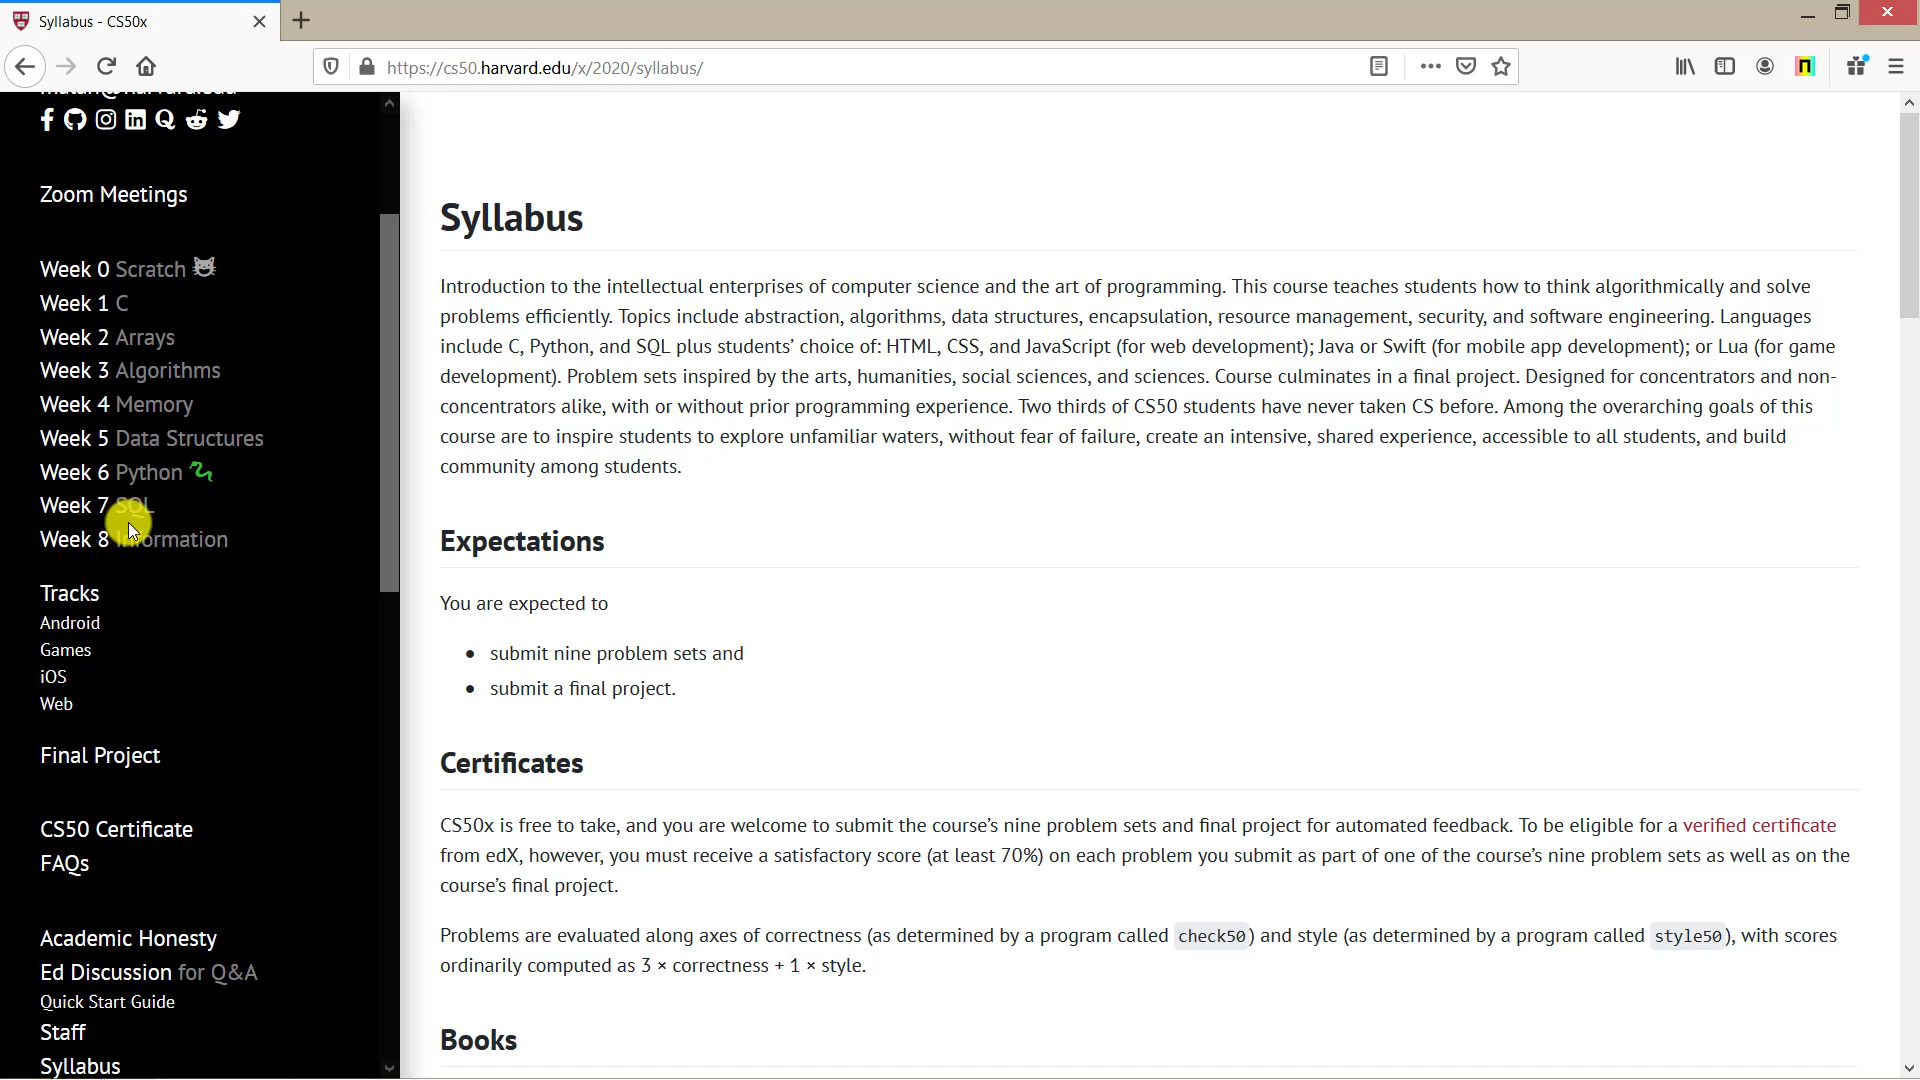 Syllabus - CS50x
https://cs50.harvard.edu/x/2020/syllabus/
Zoom Meetings
Week 0 Scratch
Week 1 C
Week 2 Arrays
Week 3 Algorithms
Week 4 Memory
Week 5 Data Structures
Week 6 Python
Week 7 SQL
Week 8 Information
Tracks
Android
Games
iOS
Web
Final Project
CS50 Certificate
FAQs
Academic Honesty
Ed Discussion for Q&A
Quick Start Guide
Staff
Syllabus
Syllabus
Introduction to the intellectual enterprises of computer science and the art of programming. This course teaches students how to think algorithmically and solve
problems efficiently. Topics include abstraction, algorithms, data structures, encapsulation, resource management, security, and software engineering. Languages
include C, Python, and SQL plus students’ choice of: HTML, CSS, and JavaScript (for web development); Java or Swift (for mobile app development); or Lua (for game
development). Problem sets inspired by the arts, humanities, social sciences, and sciences. Course culminates in a final project. Designed for concentrators and non-
concentrators alike, with or without prior programming experience. Two thirds of CS50 students have never taken CS before. Among the overarching goals of this
course are to inspire students to explore unfamiliar waters, without fear of failure, create an intensive, shared experience, accessible to all students, and build
community among students.
Expectations
You are expected to
submit nine problem sets and
submit a final project.
Certificates
CS50x is free to take, and you are welcome to submit the course’s nine problem sets and final project for automated feedback. To be eligible for a verified certificate
from edX, however, you must receive a satisfactory score (at least 70%) on each problem you submit as part of one of the course’s nine problem sets as well as on the
course’s final project.
Problems are evaluated along axes of correctness (as determined by a program called check50) and style (as determined by a program called style50), with scores
ordinarily computed as 3 × correctness + 1 × style.
Books